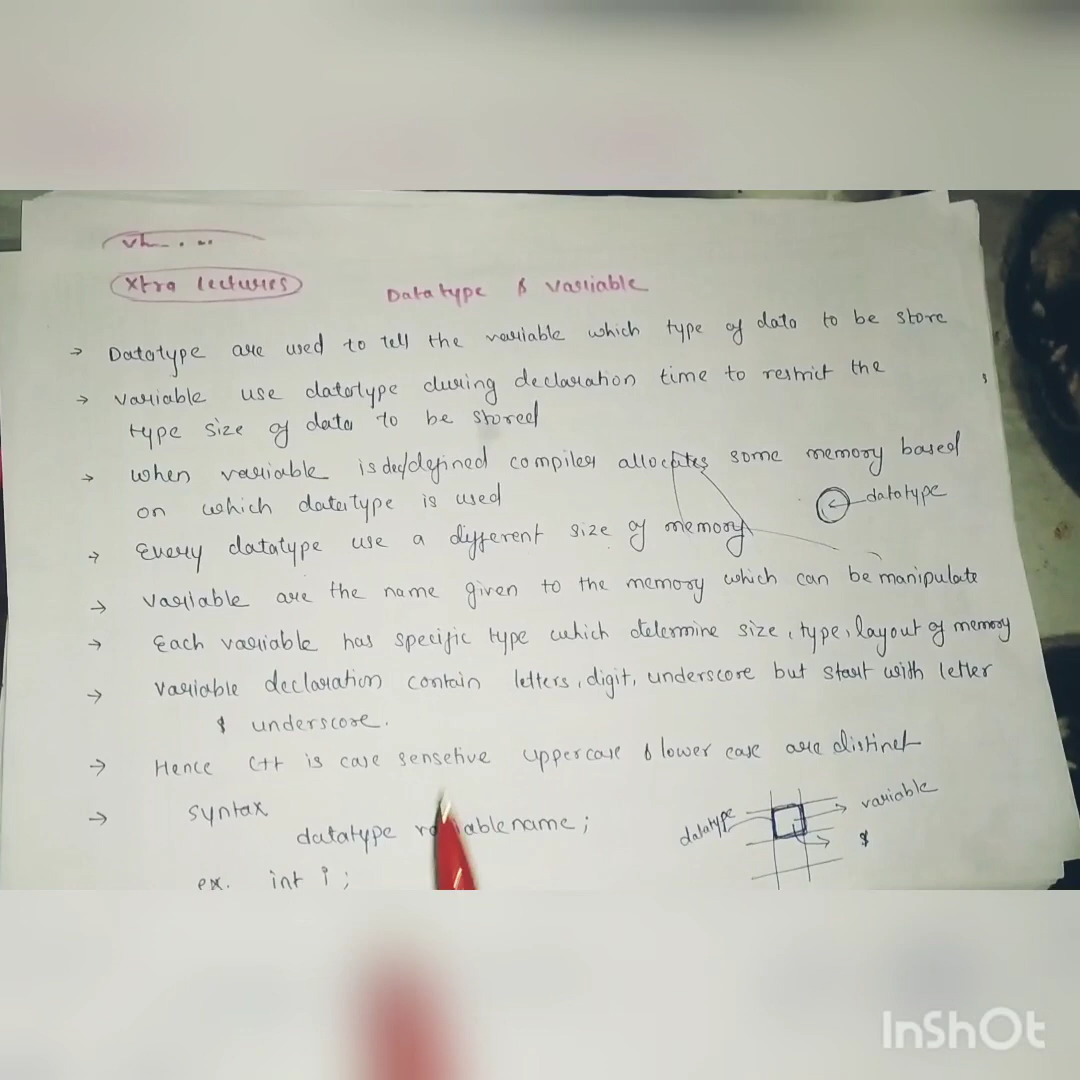 Xtra lectures
Datatype & variable
→ Datatype are used to tell the variable which type of data to be store
→ variable use datatype during declaration time to restrict the
type size of data to be stored
→ when variable is dec/defined compiler allocates some memory based
on which datatype is used
datatype
→ Every datatype use a different size of memory
→ variable are the name given to the memory which can be manipulate
→ Each variable has specific type which determine size, type, layout of memory
→ variable declaration contain letters, digit, underscore but start with letter
& underscore.
→ Hence C++ is case sensetive uppercase & lower case are distinct
→ syntax
datatype variablename;
datatype
variable
&
ex. int i;
InShOt